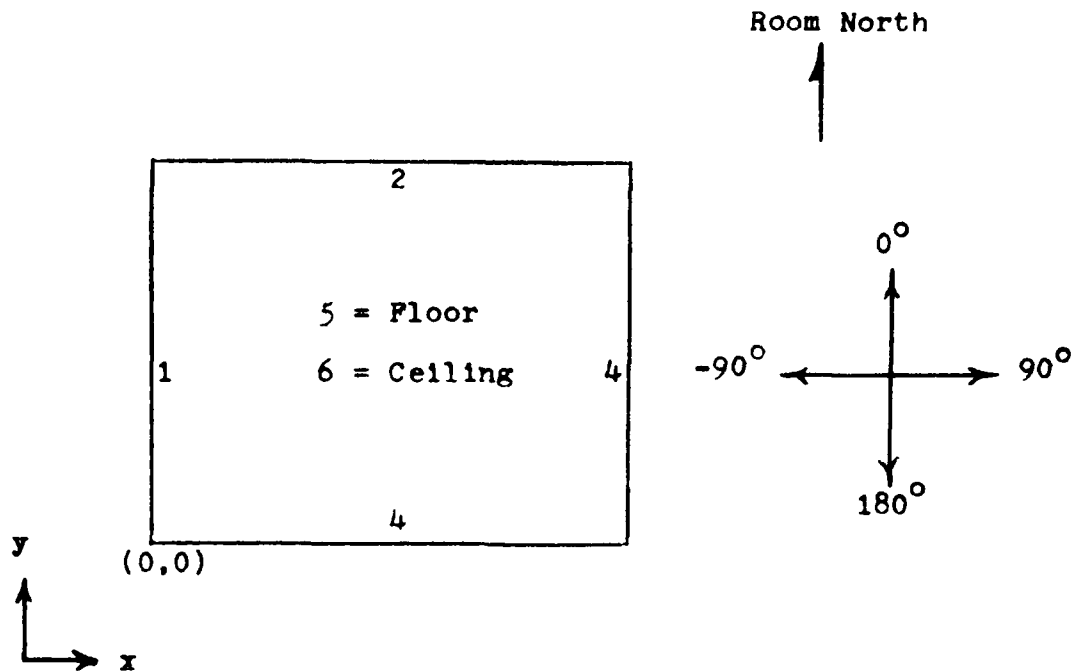 Room North
2
0°
5 = Floor
1
6 = Ceiling
4
-90°
90°
4
180°
y
(0,0)
x